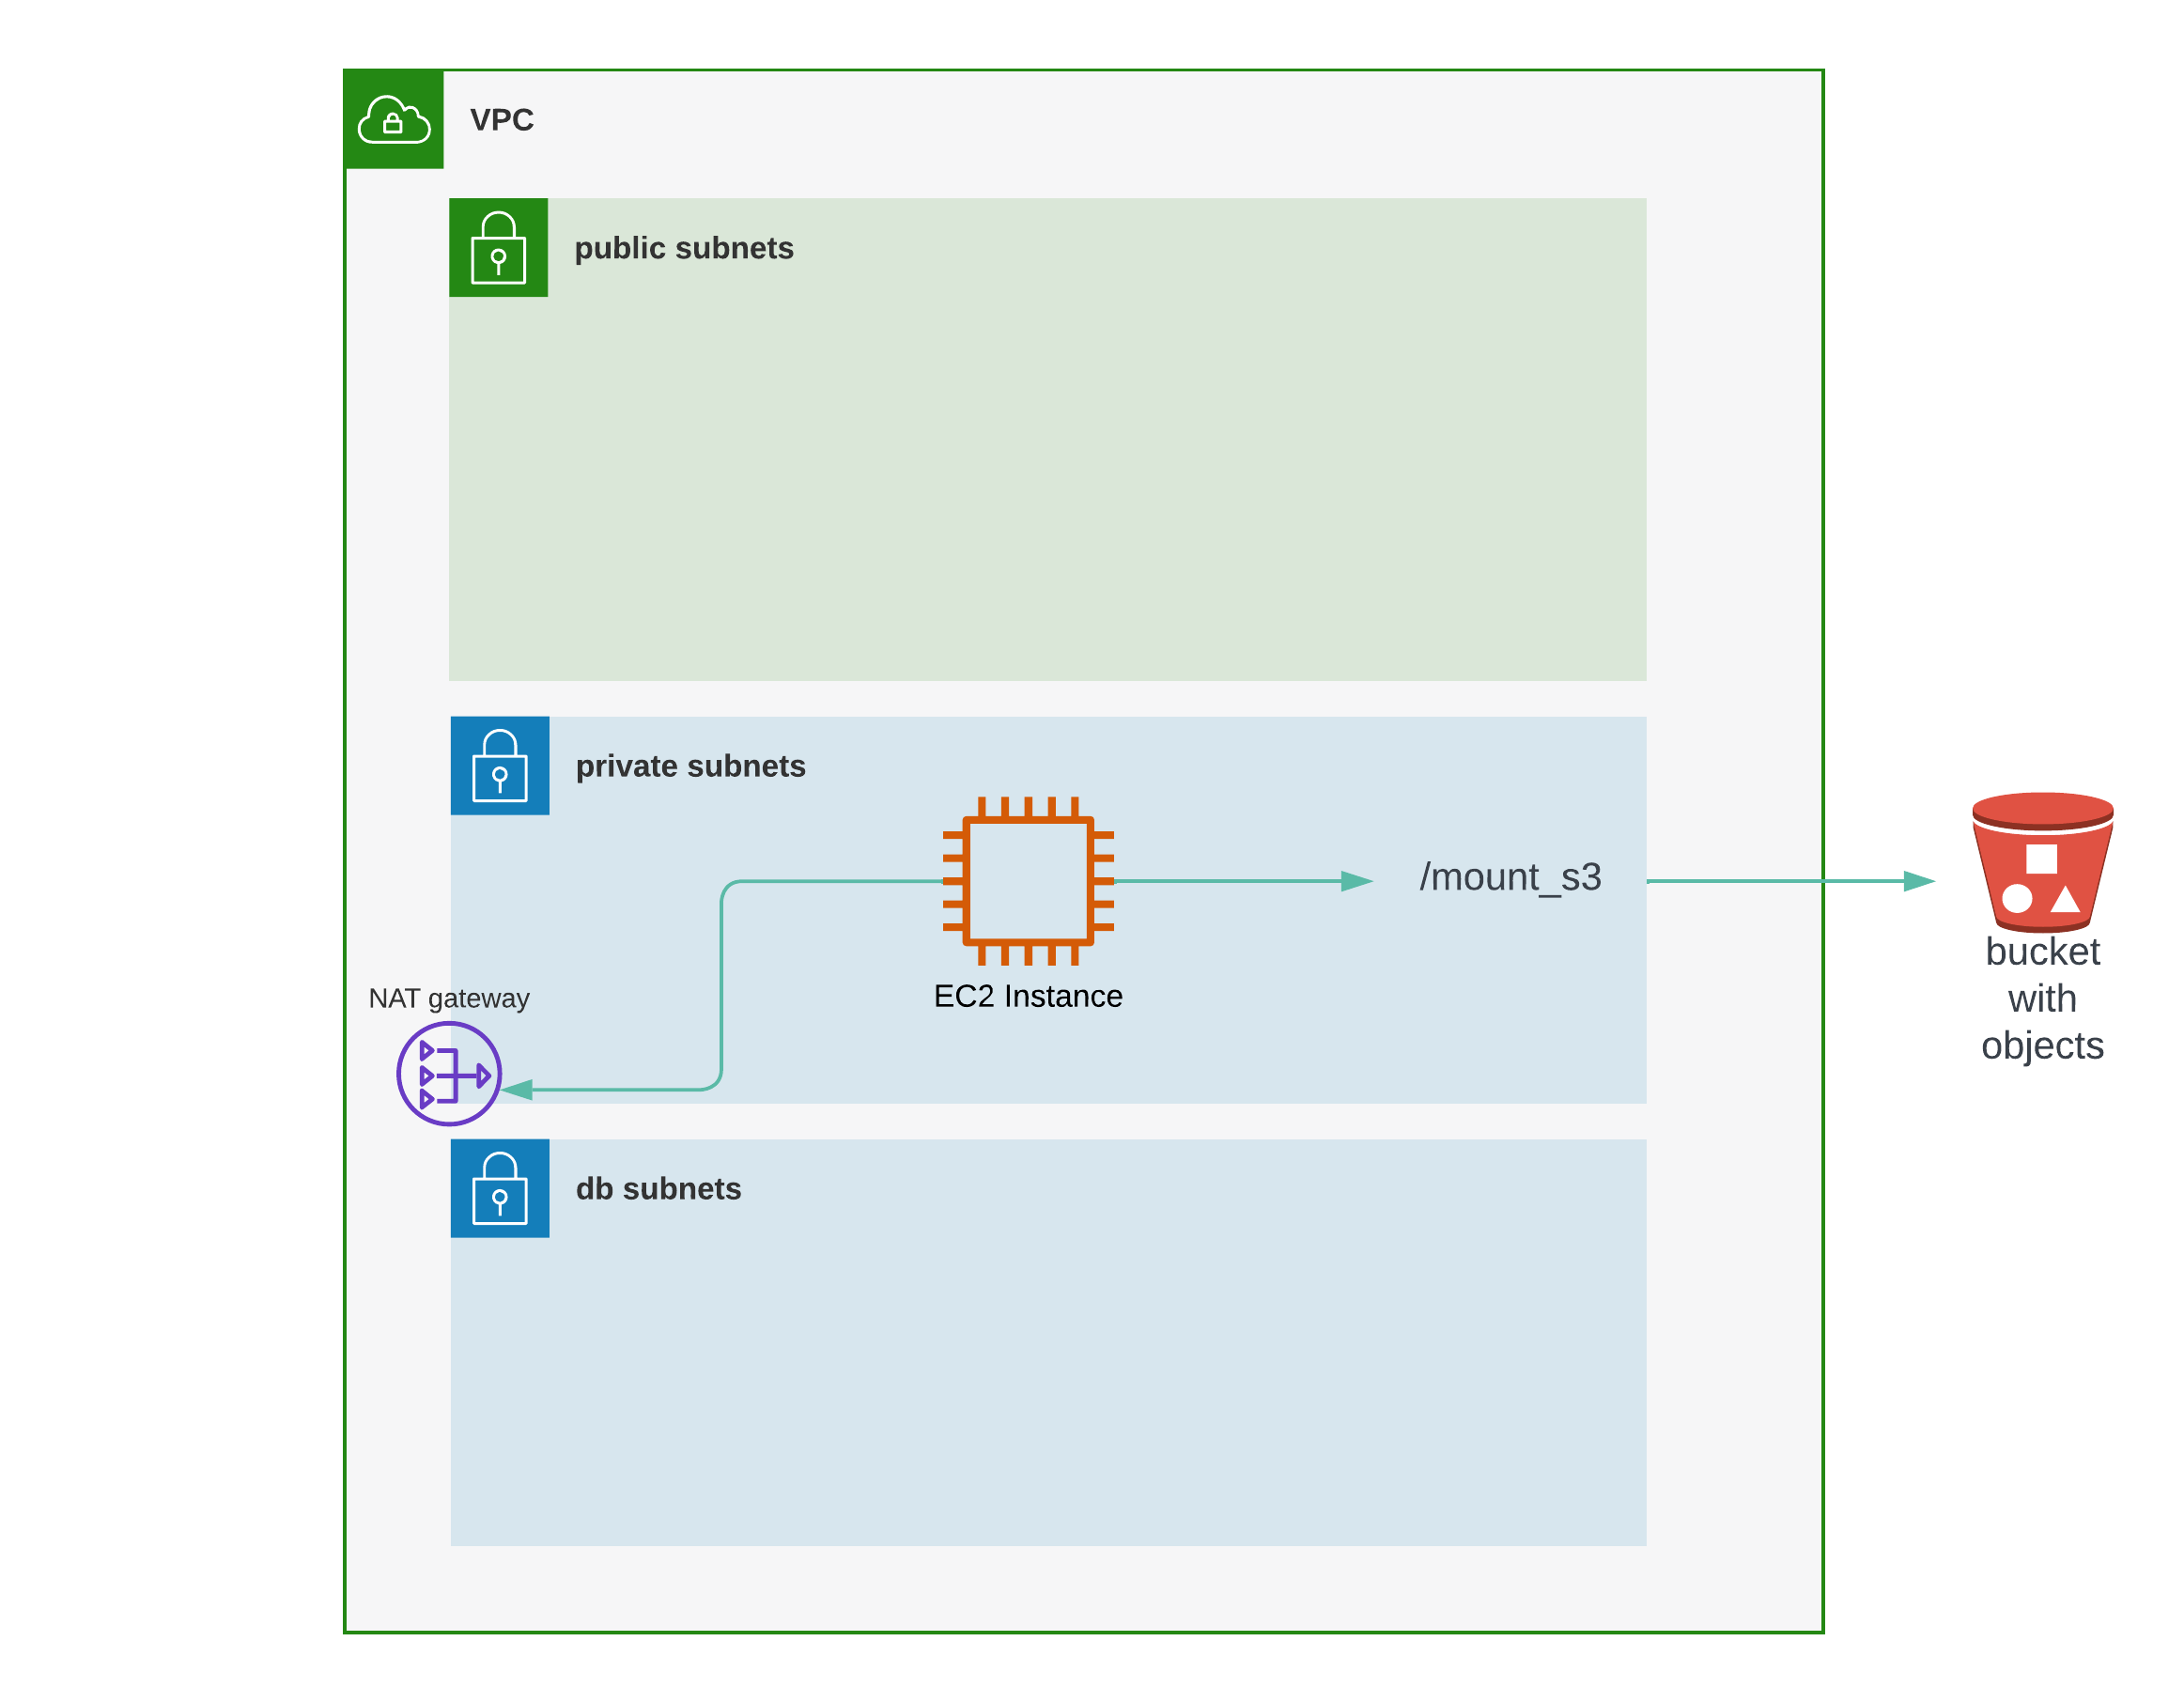 VPC
public subnets
private subnets
/mount_s3
EC2 Instance
NAT gateway
bucket
with
objects
db subnets